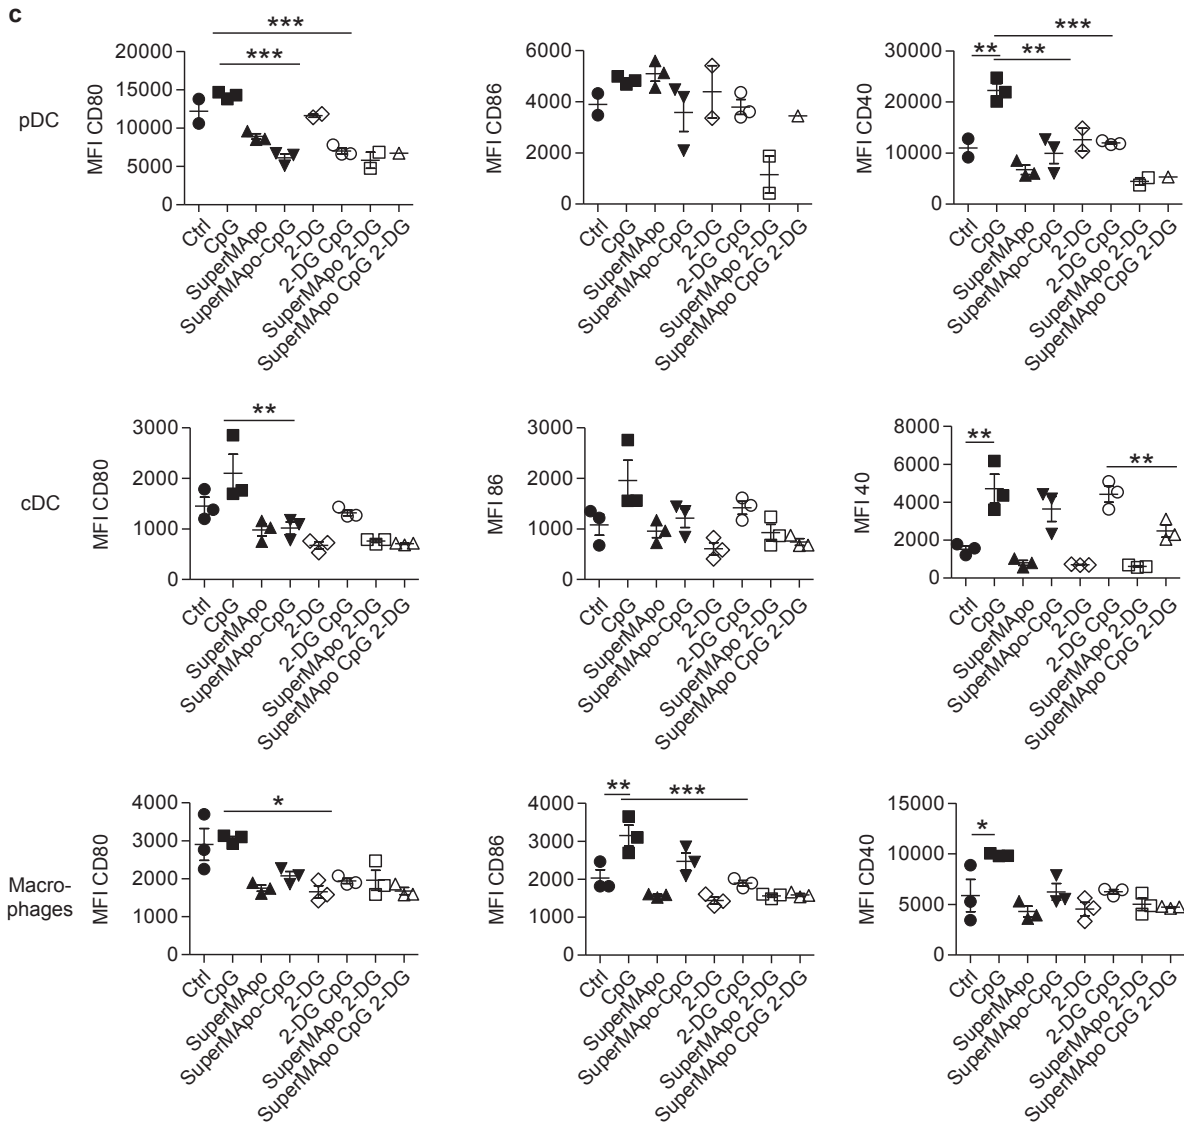 c
pDC
MFI CD80
20000
15000
10000
5000
0
***
***
Ctrl
CpG
SuperMApo
SuperMApo-CpG
2-DG
2-DG CpG
SuperMApo 2-DG
SuperMApo CpG 2-DG
MFI CD86
6000
4000
2000
0
Ctrl
CpG
SuperMApo
SuperMApo-CpG
2-DG
2-DG CpG
SuperMApo 2-DG
SuperMApo CpG 2-DG
MFI CD40
30000
20000
10000
0
***
**
**
Ctrl
CpG
SuperMApo
SuperMApo-CpG
2-DG
2-DG CpG
SuperMApo 2-DG
SuperMApo CpG 2-DG
cDC
MFI CD80
3000
2000
1000
0
**
Ctrl
CpG
SuperMApo
SuperMApo-CpG
2-DG
2-DG CpG
SuperMApo 2-DG
SuperMApo CpG 2-DG
MFI 86
3000
2000
1000
0
Ctrl
CpG
SuperMApo
SuperMApo-CpG
2-DG
2-DG CpG
SuperMApo 2-DG
SuperMApo CpG 2-DG
MFI 40
8000
6000
4000
2000
0
**
**
Ctrl
CpG
SuperMApo
SuperMApo-CpG
2-DG
2-DG CpG
SuperMApo 2-DG
SuperMApo CpG 2-DG
Macro-
phages
MFI CD80
4000
3000
2000
1000
0
*
Ctrl
CpG
SuperMApo
SuperMApo-CpG
2-DG
2-DG CpG
SuperMApo 2-DG
SuperMApo CpG 2-DG
MFI CD86
4000
3000
2000
1000
0
**
***
Ctrl
CpG
SuperMApo
SuperMApo-CpG
2-DG
2-DG CpG
SuperMApo 2-DG
SuperMApo CpG 2-DG
MFI CD40
15000
10000
5000
0
*
Ctrl
CpG
SuperMApo
SuperMApo-CpG
2-DG
2-DG CpG
SuperMApo 2-DG
SuperMApo CpG 2-DG